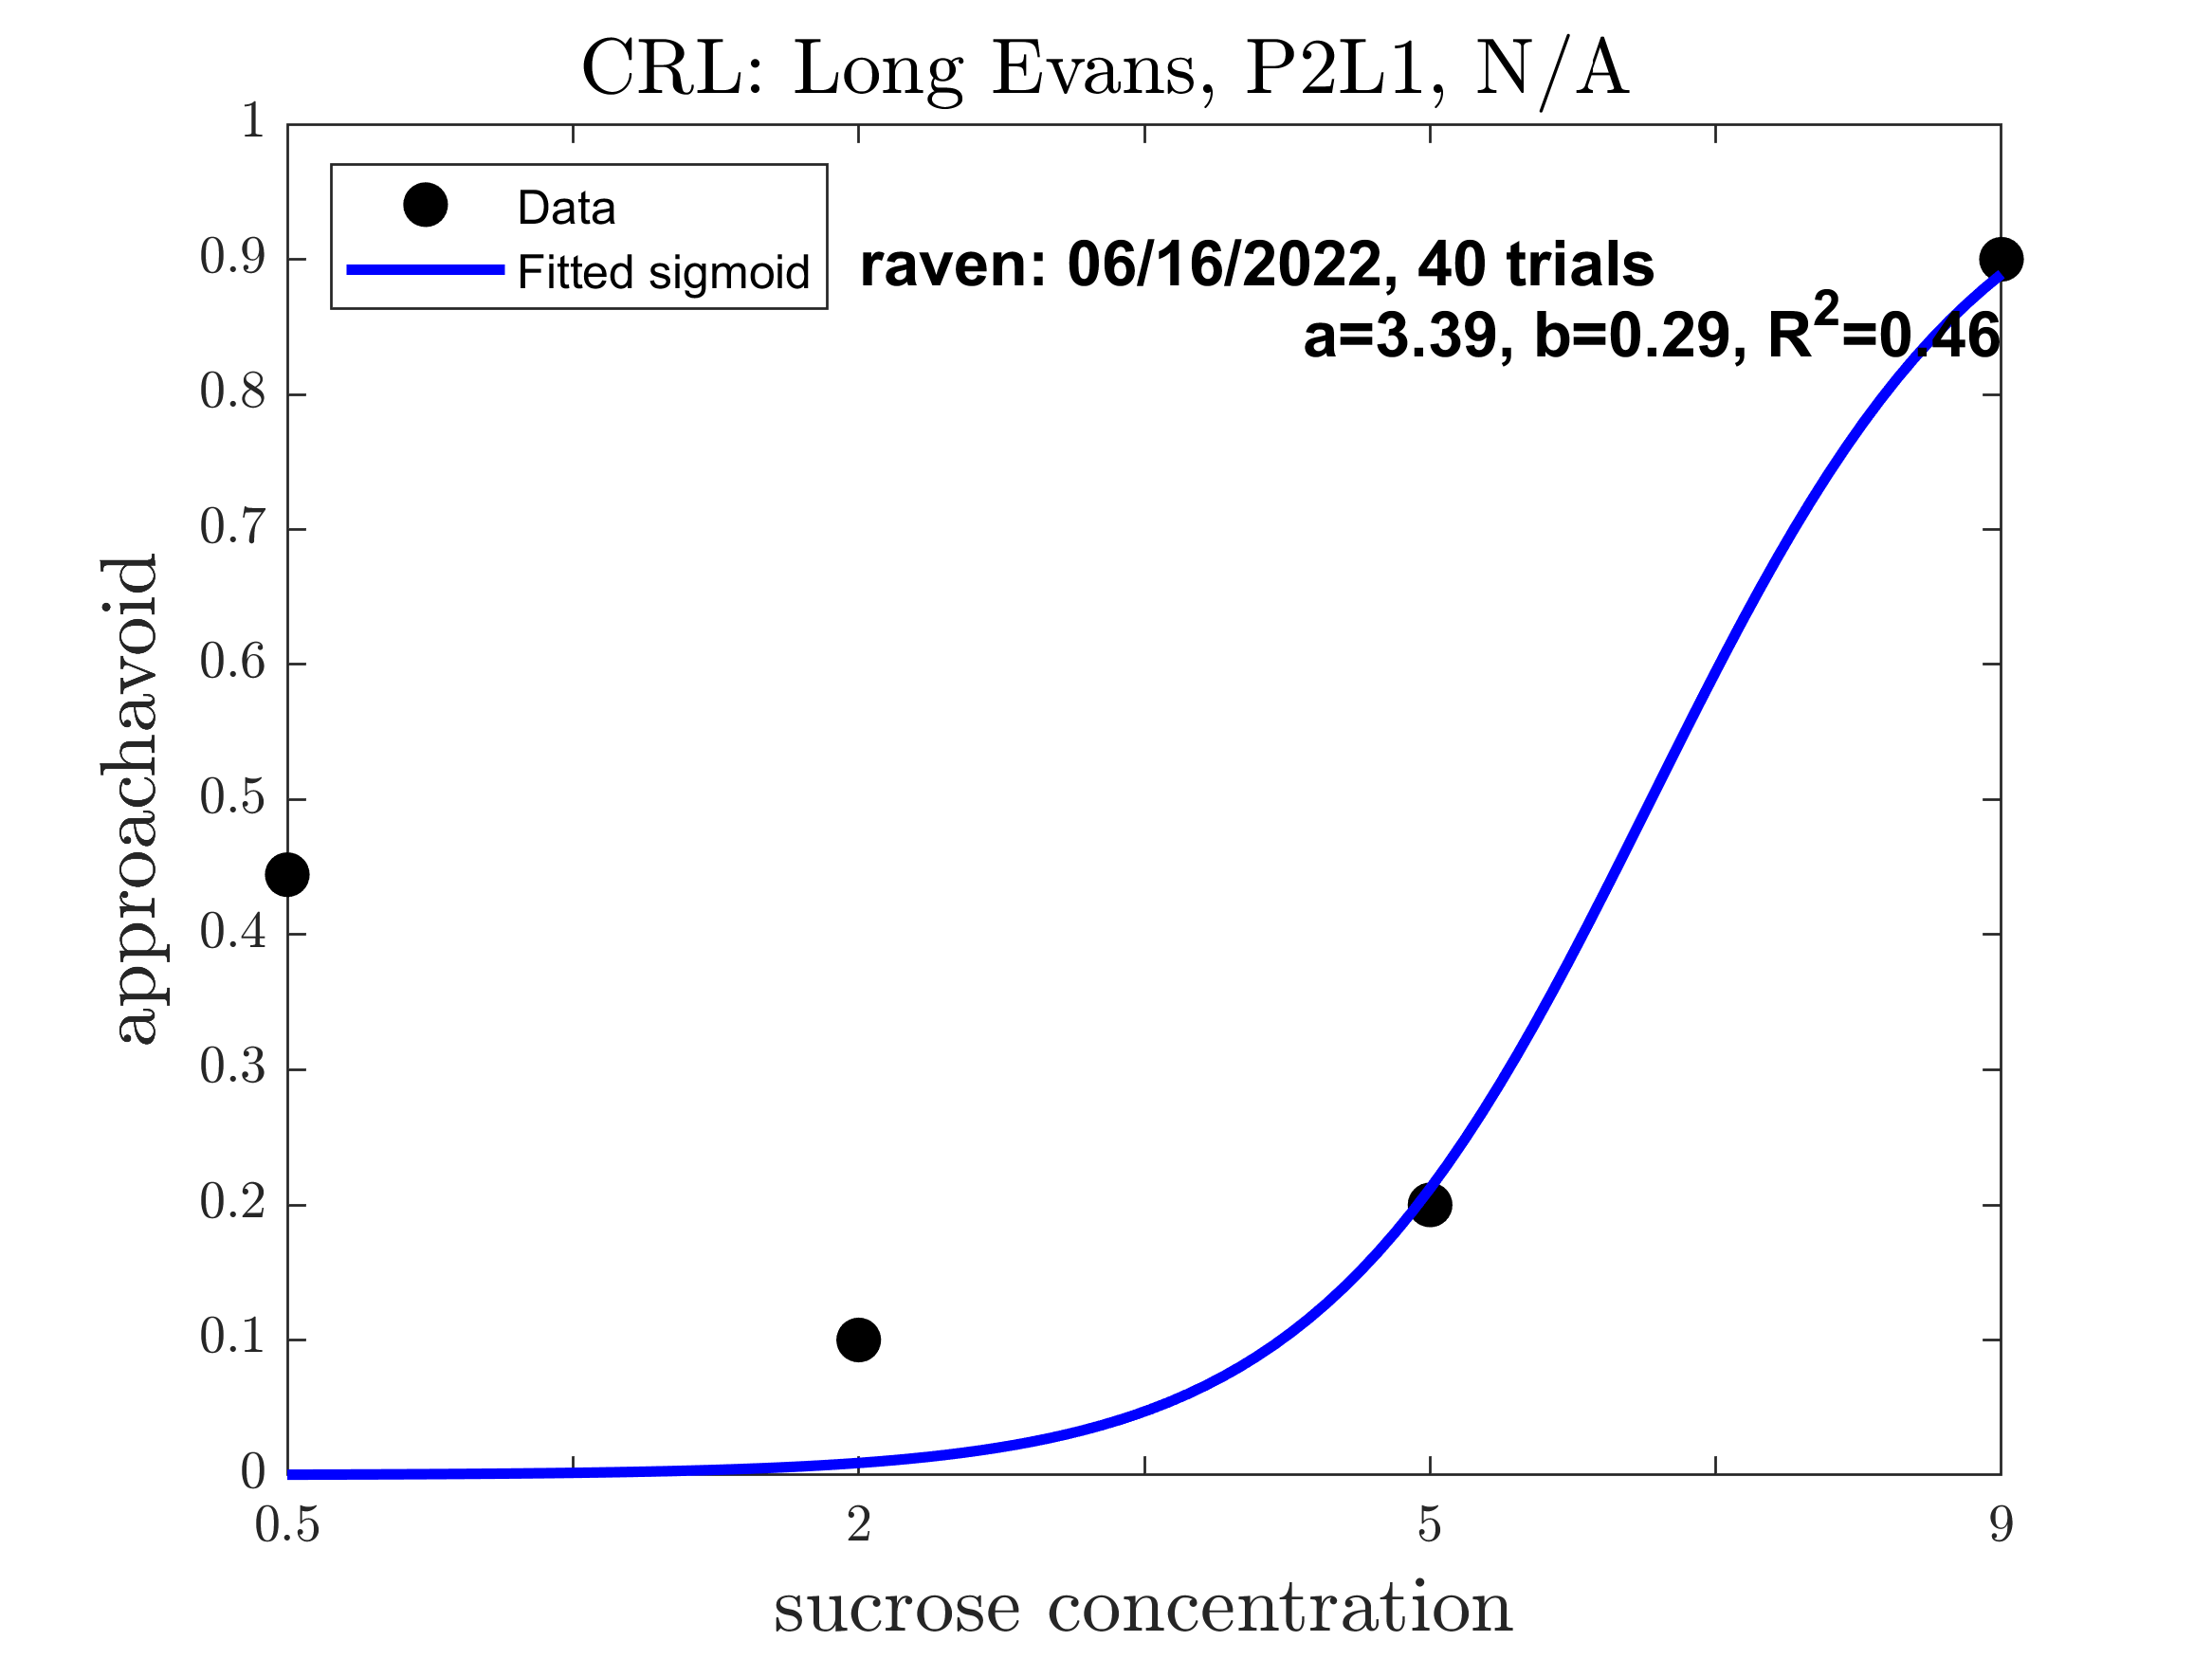 CRL: Long Evans, P2L1, N/A
1
0.9
0.8
0.7
0.6
0.5
0.4
0.3
0.2
0.1
0
Data
Fitted sigmoid
raven: 06/16/2022, 40 trials
a=3.39, b=0.29, R²=0.46
approachavoid
0.5 2 5 9
sucrose concentration